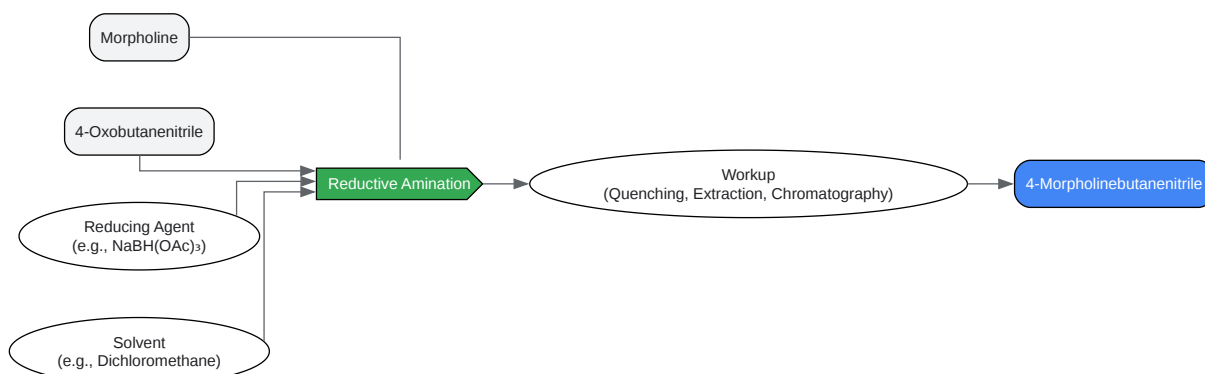 Morpholine
4-Oxobutanenitrile
Reductive Amination
Workup
(Quenching, Extraction, Chromatography)
4-Morpholinebutanenitrile
Reducing Agent
(e.g., NaBH(OAc)₃)
Solvent
(e.g., Dichloromethane)